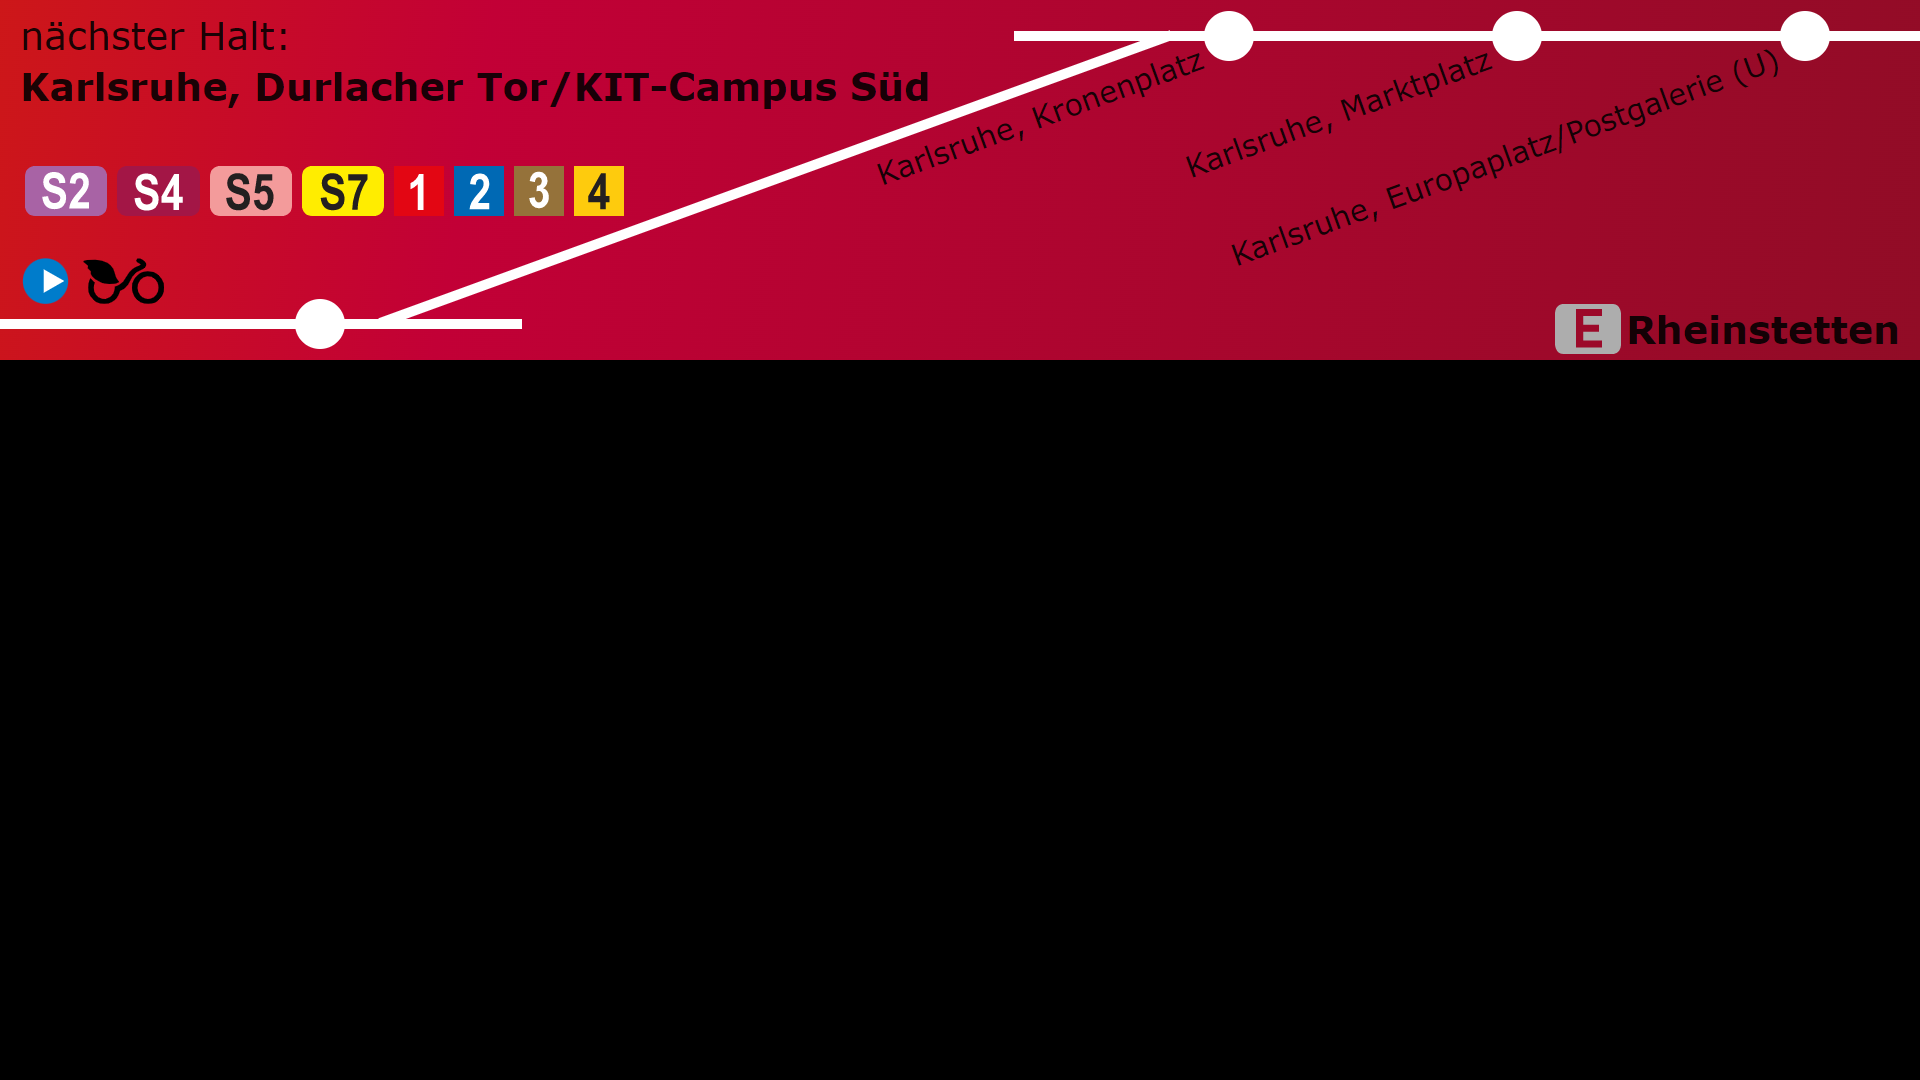 nächster Halt:
Karlsruhe, Durlacher Tor/KIT-Campus Süd
S2 S4 S5 S7 1 2 3 4
Karlsruhe, Kronenplatz
Karlsruhe, Marktplatz
Karlsruhe, Europaplatz/Postgalerie (U)
E Rheinstetten